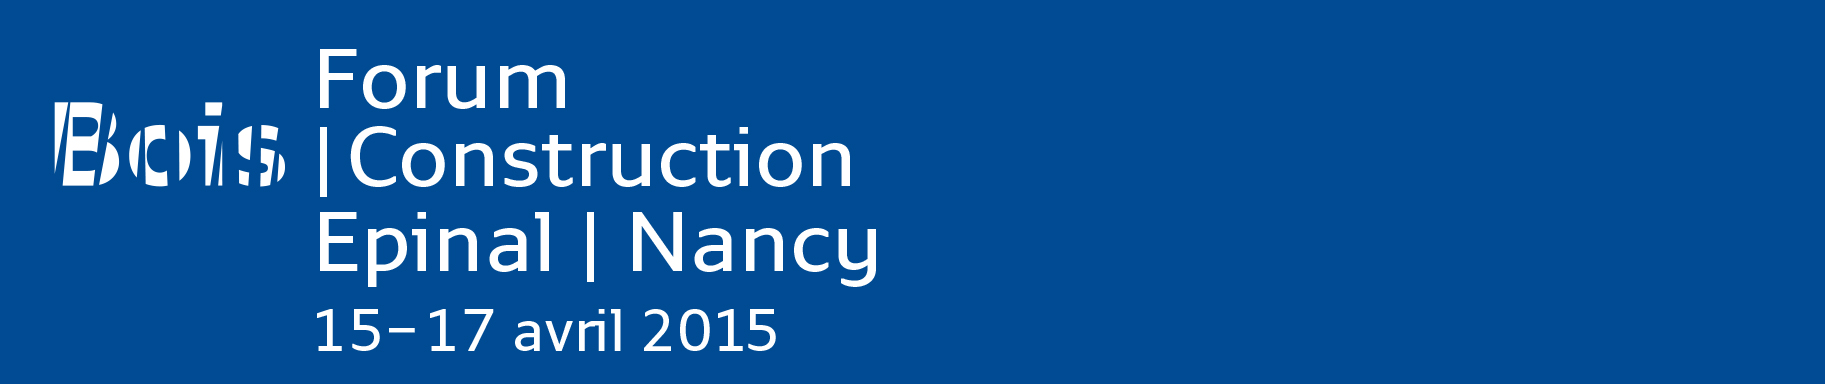 Forum
Bois |Construction
Epinal | Nancy
15–17 avril 2015